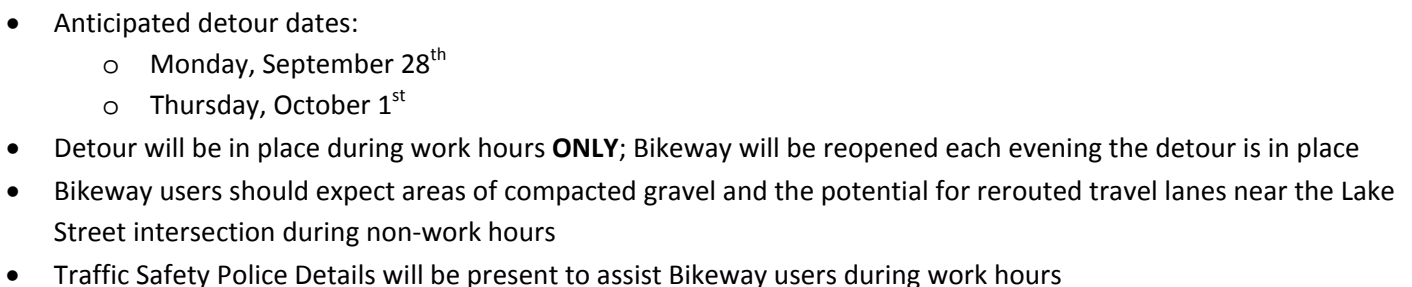 • Anticipated detour dates:
o Monday, September 28th
o Thursday, October 1st
• Detour will be in place during work hours ONLY; Bikeway will be reopened each evening the detour is in place
• Bikeway users should expect areas of compacted gravel and the potential for rerouted travel lanes near the Lake
Street intersection during non-work hours
• Traffic Safety Police Details will be present to assist Bikeway users during work hours